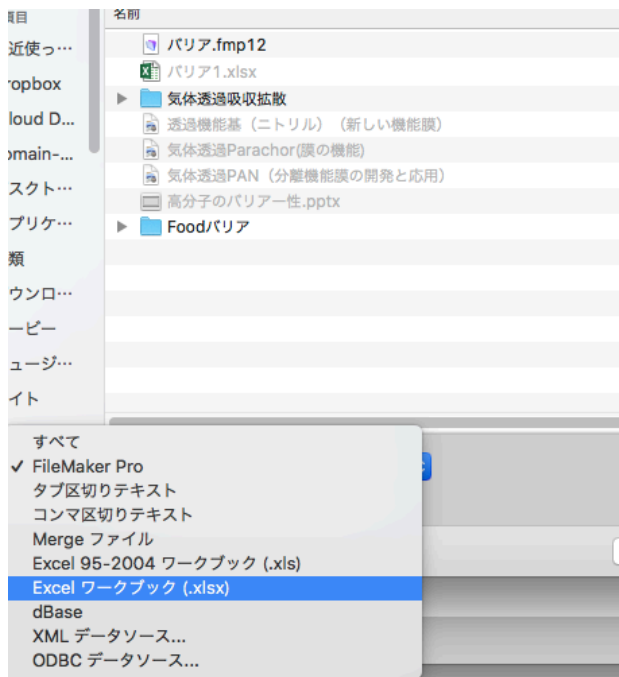 項目
名前
近使っ…
バリア.fmp12
バリア1.xlsx
ropbox
気体透過吸収拡散
loud D...
透過機能基（ニトリル）（新しい機能膜）
omain-...
気体透過Parachor(膜の機能)
気体透過PAN（分離機能膜の開発と応用）
スクト…
高分子のバリアー性.pptx
プリケ…
Foodバリア
類
ウンロ…
ービー
ュージ…
イト
すべて
✓ FileMaker Pro
タブ区切りテキスト
コンマ区切りテキスト
Merge ファイル
Excel 95-2004 ワークブック (.xls)
Excel ワークブック (.xlsx)
dBase
XML データソース...
ODBC データソース...